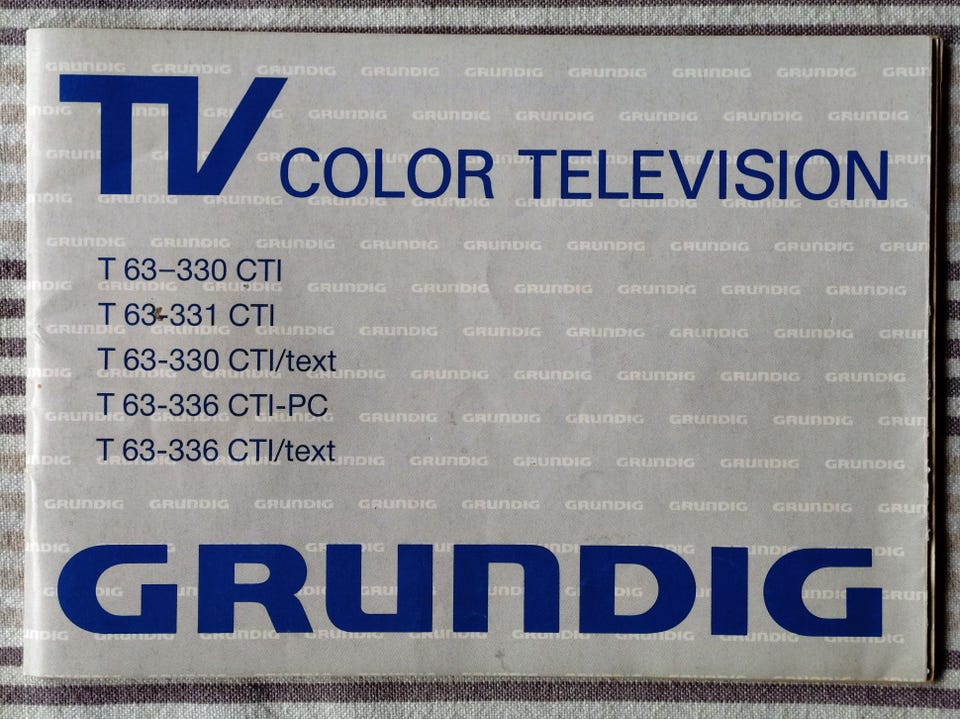 TV COLOR TELEVISION
T 63–330 CTI
T 63-331 CTI
T 63-330 CTI/text
T 63-336 CTI-PC
T 63-336 CTI/text
GRUNDIG